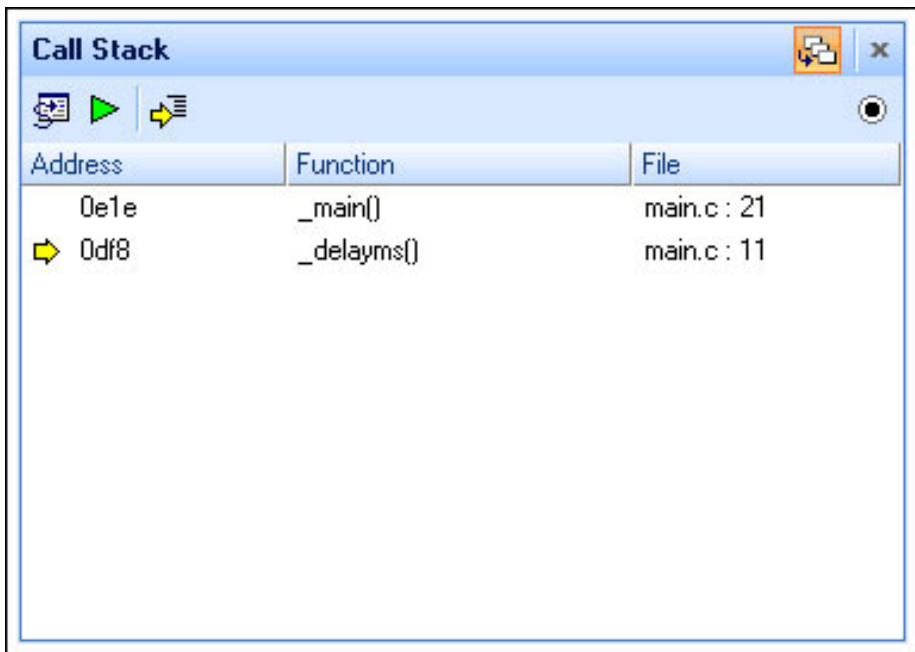 Call Stack
Address Function File
0e1e _main() main.c : 21
0df8 _delayms() main.c : 11